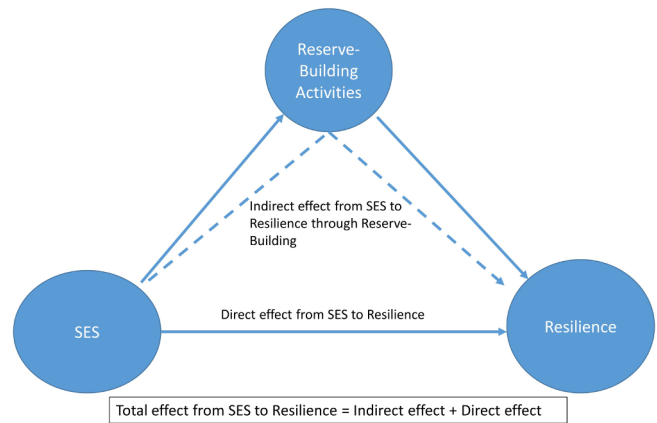 Reserve-
Building
Activities
Indirect effect from SES to
Resilience through Reserve-
Building
Direct effect from SES to Resilience
SES
Resilience
Total effect from SES to Resilience = Indirect effect + Direct effect